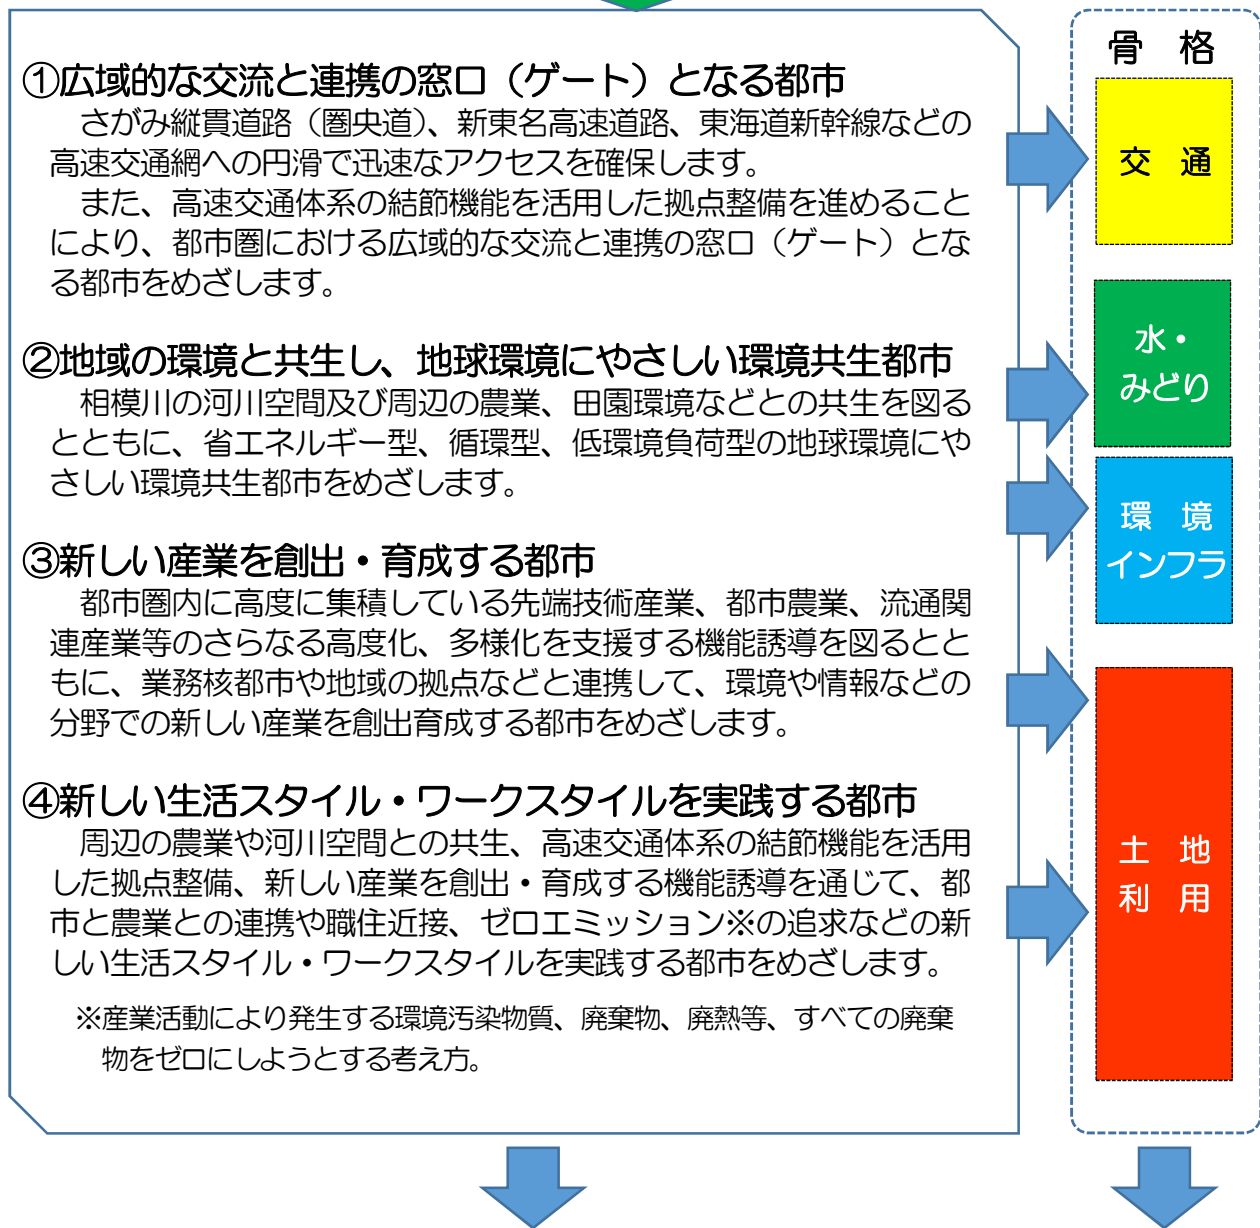 ①広域的な交流と連携の窓口（ゲート）となる都市
さがみ縦貫道路（圏央道）、新東名高速道路、東海道新幹線などの
高速交通網への円滑で迅速なアクセスを確保します。
また、高速交通体系の結節機能を活用した拠点整備を進めること
により、都市圏における広域的な交流と連携の窓口（ゲート）とな
る都市をめざします。
②地域の環境と共生し、地球環境にやさしい環境共生都市
相模川の河川空間及び周辺の農業、田園環境などとの共生を図る
とともに、省エネルギー型、循環型、低環境負荷型の地球環境にや
さしい環境共生都市をめざします。
③新しい産業を創出・育成する都市
都市圏内に高度に集積している先端技術産業、都市農業、流通関
連産業等のさらなる高度化、多様化を支援する機能誘導を図るとと
もに、業務核都市や地域の拠点などと連携して、環境や情報などの
分野での新しい産業を創出育成する都市をめざします。
④新しい生活スタイル・ワークスタイルを実践する都市
周辺の農業や河川空間との共生、高速交通体系の結節機能を活用
した拠点整備、新しい産業を創出・育成する機能誘導を通じて、都
市と農業との連携や職住近接、ゼロエミッション※の追求などの新
しい生活スタイル・ワークスタイルを実践する都市をめざします。
※産業活動により発生する環境汚染物質、廃棄物、廃熱等、すべての廃棄
物をゼロにしようとする考え方。
骨　格
交　通
水・
みどり
環　境
インフラ
土　地
利　用